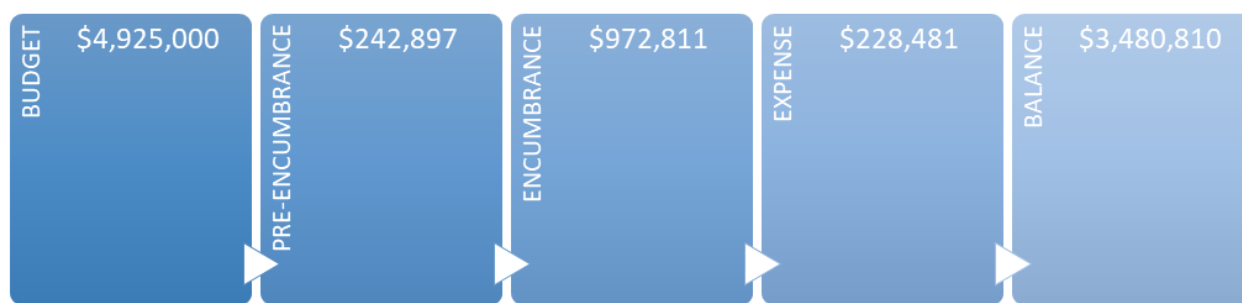 BUDGET
$4,925,000
PRE-ENCUMBRANCE
$242,897
ENCUMBRANCE
$972,811
EXPENSE
$228,481
BALANCE
$3,480,810